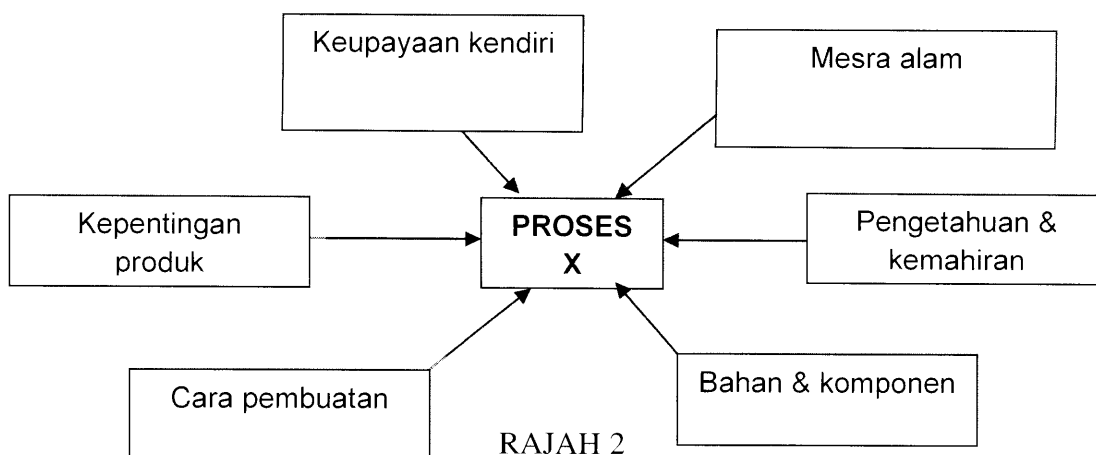 Keupayaan kendiri
Mesra alam
Kepentingan
produk
PROSES
X
Pengetahuan &
kemahiran
Cara pembuatan
Bahan & komponen
RAJAH 2